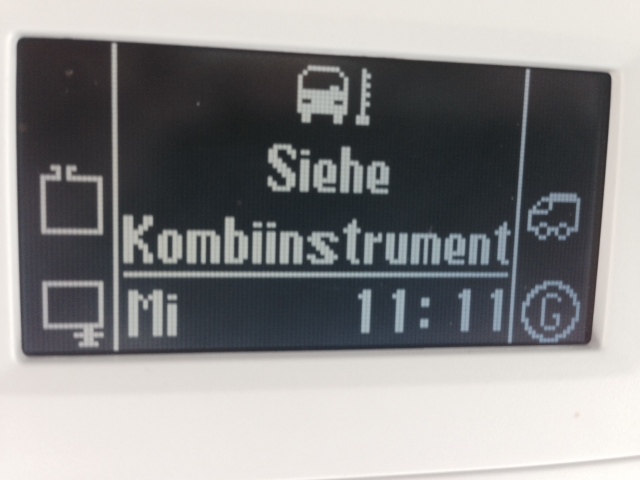 Siehe
Kombiinstrument
Mi 11:11
G